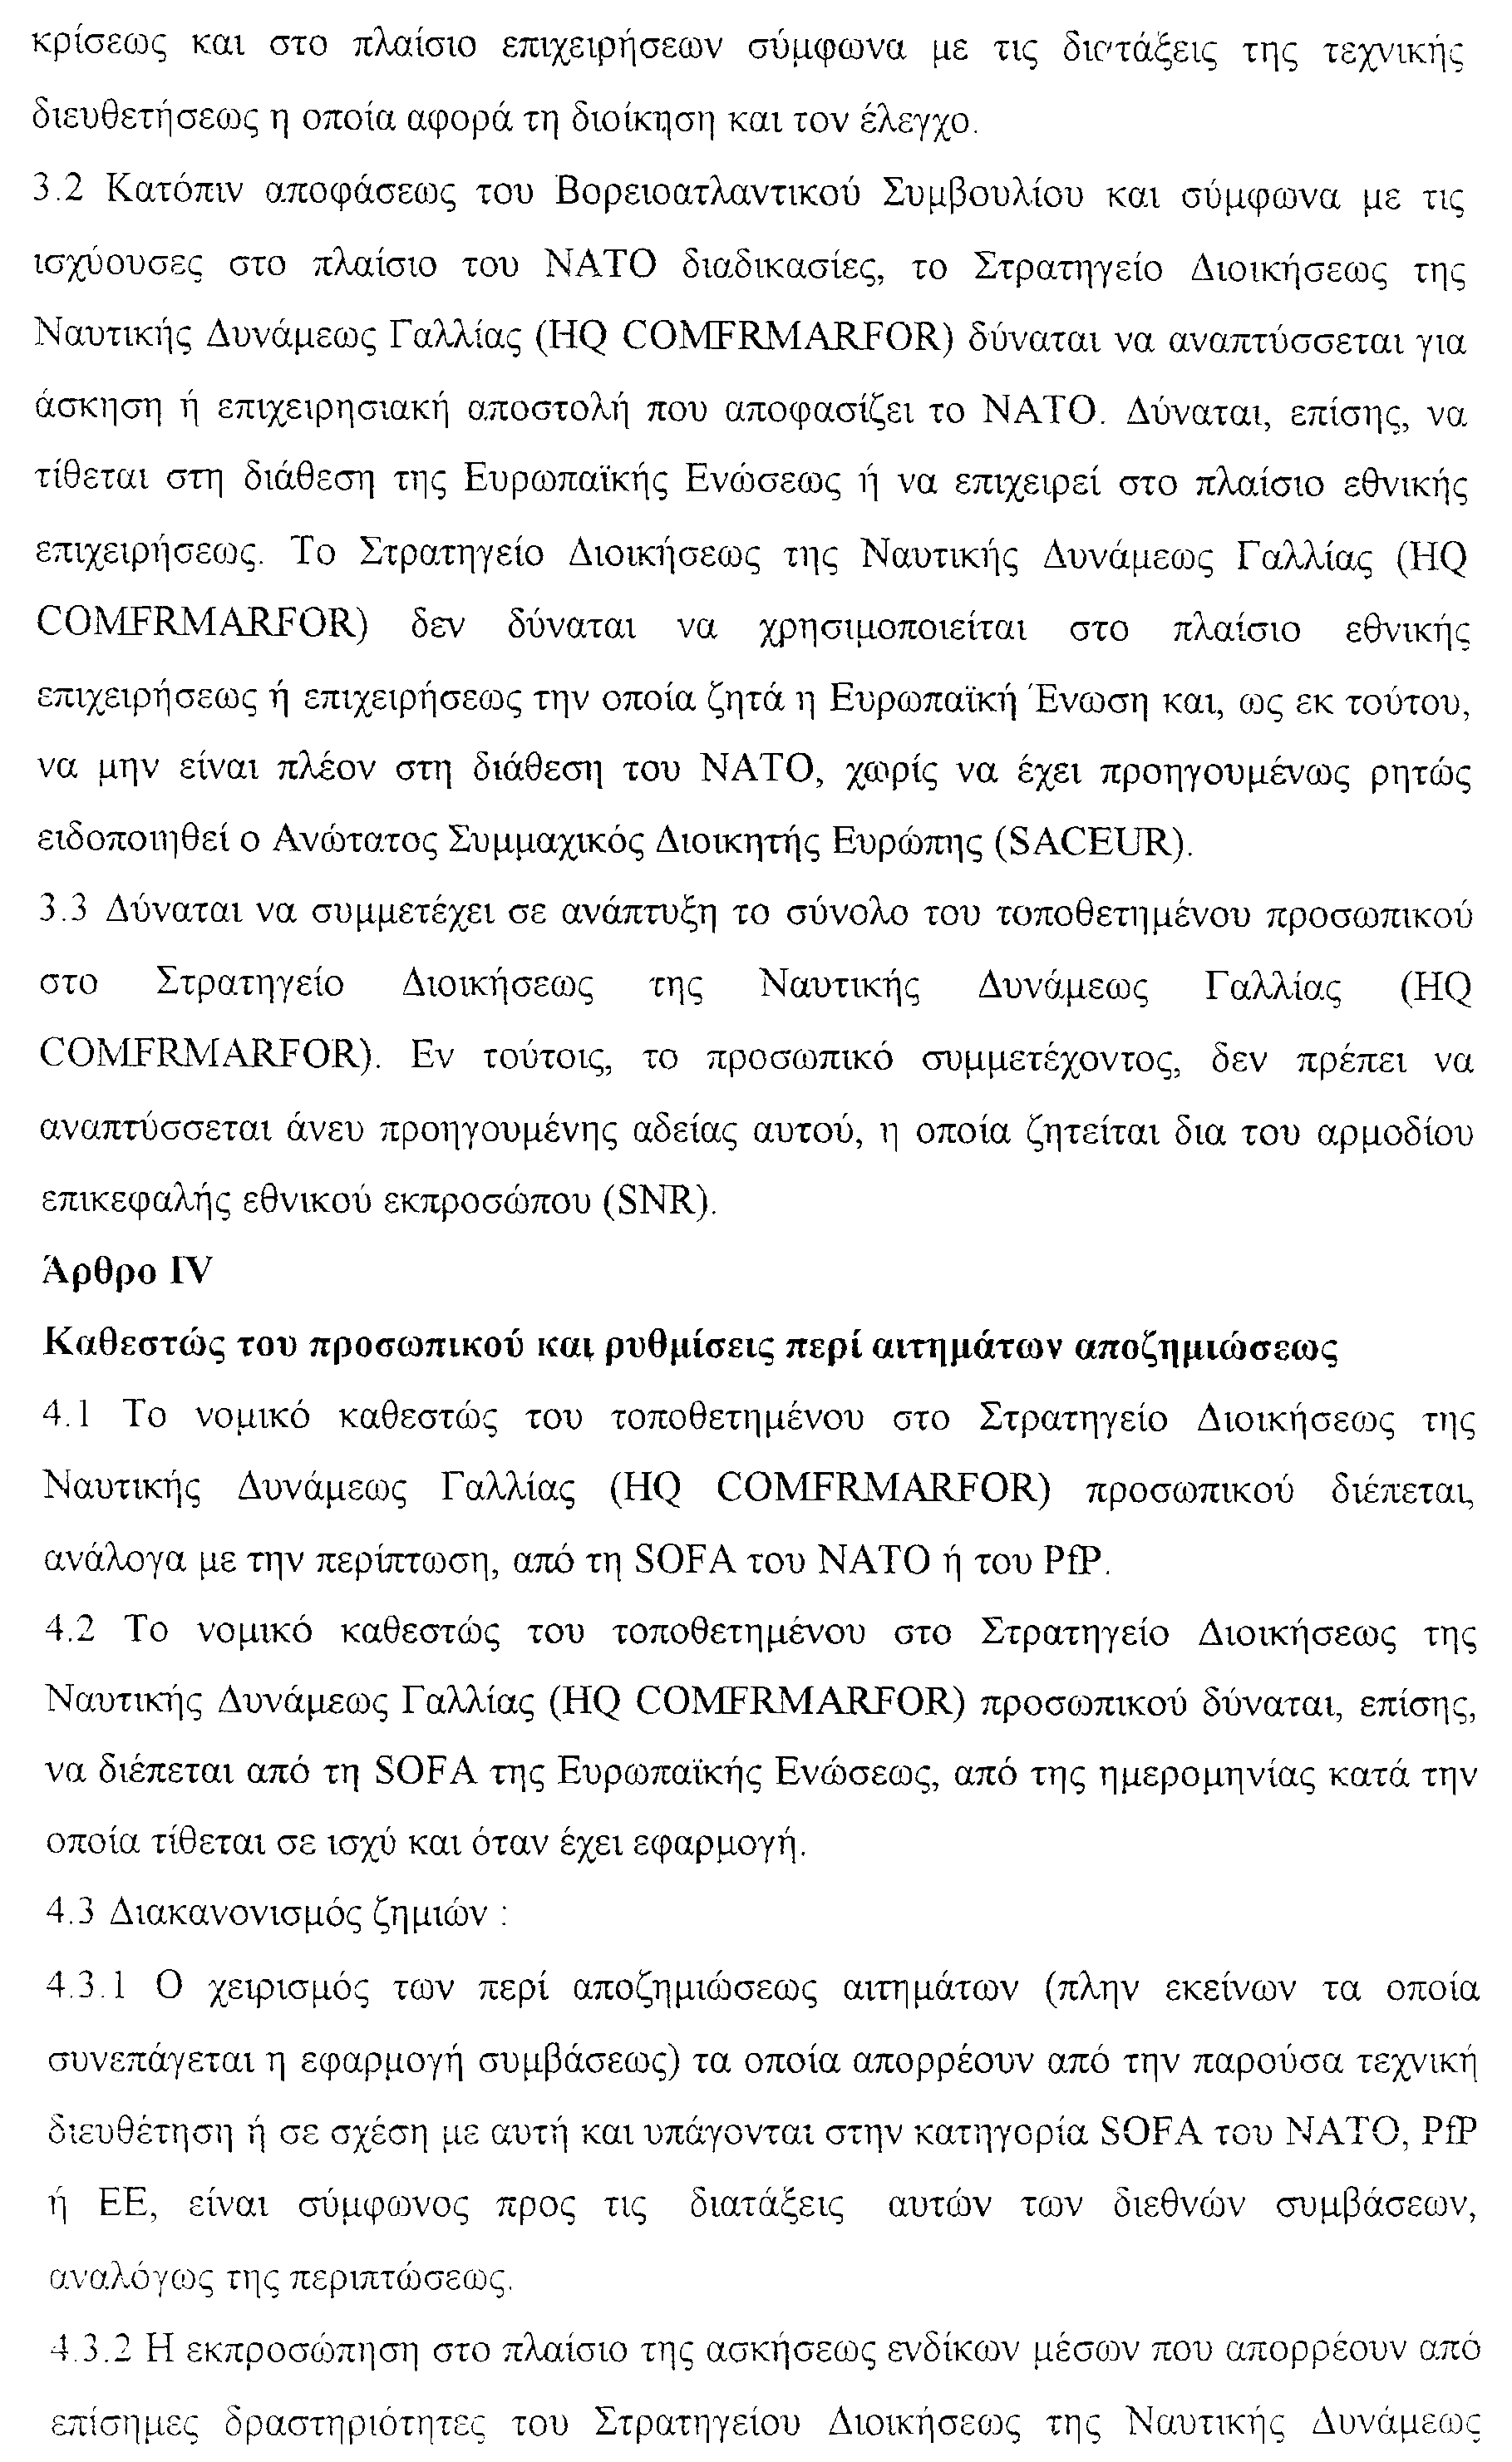 κρίσεως και στο πλαίσιο επιχειρήσεων σύμφωνα με τις διατάξεις της τεχνικής
διευθετήσεως η οποία αφορά τη διοίκηση και τον έλεγχο.
3.2 Κατόπιν αποφάσεως του Βορειοατλαντικού Συμβουλίου και σύμφωνα με τις
ισχύουσες στο πλαίσιο του ΝΑΤΟ διαδικασίες, το Στρατηγείο Διοικήσεως της
Ναυτικής Δυνάμεως Γαλλίας (HQ COMFRMARFOR) δύναται να αναπτύσσεται για
άσκηση ή επιχειρησιακή αποστολή που αποφασίζει το ΝΑΤΟ. Δύναται, επίσης, να
τίθεται στη διάθεση της Ευρωπαϊκής Ενώσεως ή να επιχειρεί στο πλαίσιο εθνικής
επιχειρήσεως. Το Στρατηγείο Διοικήσεως της Ναυτικής Δυνάμεως Γαλλίας (HQ
COMFRMARFOR) δεν δύναται να χρησιμοποιείται στο πλαίσιο εθνικής
επιχειρήσεως ή επιχειρήσεως την οποία ζητά η Ευρωπαϊκή Ένωση και, ως εκ τούτου,
να μην είναι πλέον στη διάθεση του ΝΑΤΟ, χωρίς να έχει προηγουμένως ρητώς
ειδοποιηθεί ο Ανώτατος Συμμαχικός Διοικητής Ευρώπης (SACEUR).
3.3 Δύναται να συμμετέχει σε ανάπτυξη το σύνολο του τοποθετημένου προσωπικού
στο Στρατηγείο Διοικήσεως της Ναυτικής Δυνάμεως Γαλλίας (HQ
COMFRMARFOR). Εν τούτοις, το προσωπικό συμμετέχοντος, δεν πρέπει να
αναπτύσσεται άνευ προηγουμένης αδείας αυτού, η οποία ζητείται δια του αρμοδίου
επικεφαλής εθνικού εκπροσώπου (SNR).
Άρθρο IV
Καθεστώς του προσωπικού και ρυθμίσεις περί αιτημάτων αποζημιώσεως
4.1 Το νομικό καθεστώς του τοποθετημένου στο Στρατηγείο Διοικήσεως της
Ναυτικής Δυνάμεως Γαλλίας (HQ COMFRMARFOR) προσωπικού διέπεται,
ανάλογα με την περίπτωση, από τη SOFA του ΝΑΤΟ ή του PfP.
4.2 Το νομικό καθεστώς του τοποθετημένου στο Στρατηγείο Διοικήσεως της
Ναυτικής Δυνάμεως Γαλλίας (HQ COMFRMARFOR) προσωπικού δύναται, επίσης,
να διέπεται από τη SOFA της Ευρωπαϊκής Ενώσεως, από της ημερομηνίας κατά την
οποία τίθεται σε ισχύ και όταν έχει εφαρμογή.
4.3 Διακανονισμός ζημιών :
4.3.1 Ο χειρισμός των περί αποζημιώσεως αιτημάτων (πλην εκείνων τα οποία
συνεπάγεται η εφαρμογή συμβάσεως) τα οποία απορρέουν από την παρούσα τεχνική
διευθέτηση ή σε σχέση με αυτή και υπάγονται στην κατηγορία SOFA του ΝΑΤΟ, PfP
ή ΕΕ, είναι σύμφωνος προς τις διατάξεις αυτών των διεθνών συμβάσεων,
αναλόγως της περιπτώσεως.
4.3.2 Η εκπροσώπηση στο πλαίσιο της ασκήσεως ενδίκων μέσων που απορρέουν από
επίσημες δραστηριότητες του Στρατηγείου Διοικήσεως της Ναυτικής Δυνάμεως